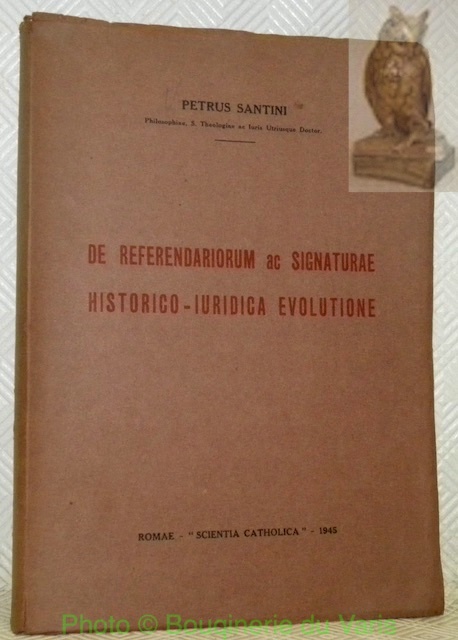 PETRUS SANTINI
Philosophiae, S. Theologiae ac Iuris Utriusque Doctor.
DE REFERENDARIORUM ac SIGNATURAE
HISTORICO-IURIDICA EVOLUTIONE
ROMAE - "SCIENTIA CATHOLICA" - 1945
Photo © Bouquinerie du Varis